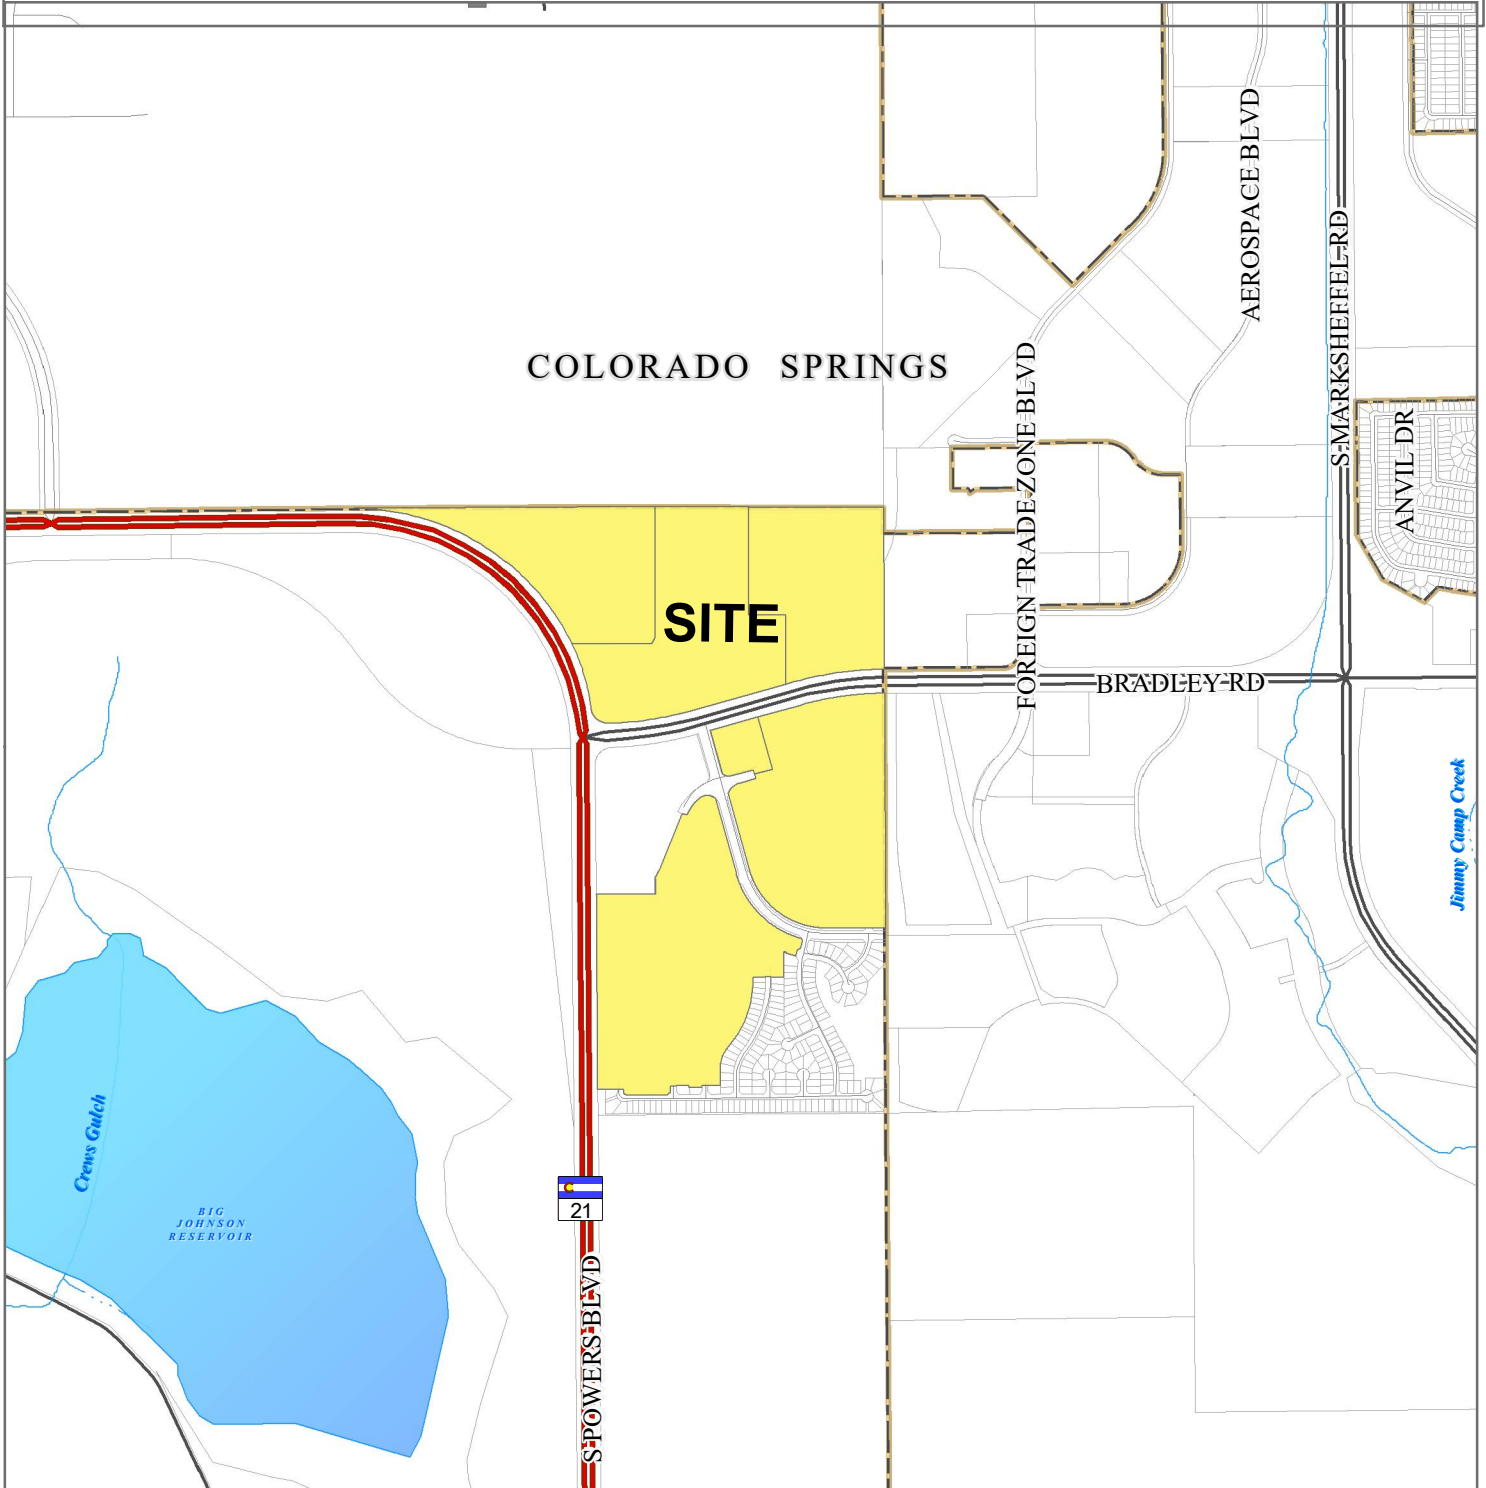 AEROSPACE BLVD
S MARKSHEFFEL RD
COLORADO SPRINGS
FOREIGN TRADE ZONE BLVD
ANVIL DR
SITE
BRADLEY RD
Jimmy Camp Creek
Crews Gulch
BIG
JOHNSON
RESERVOIR
C
21
S POWERS BLVD